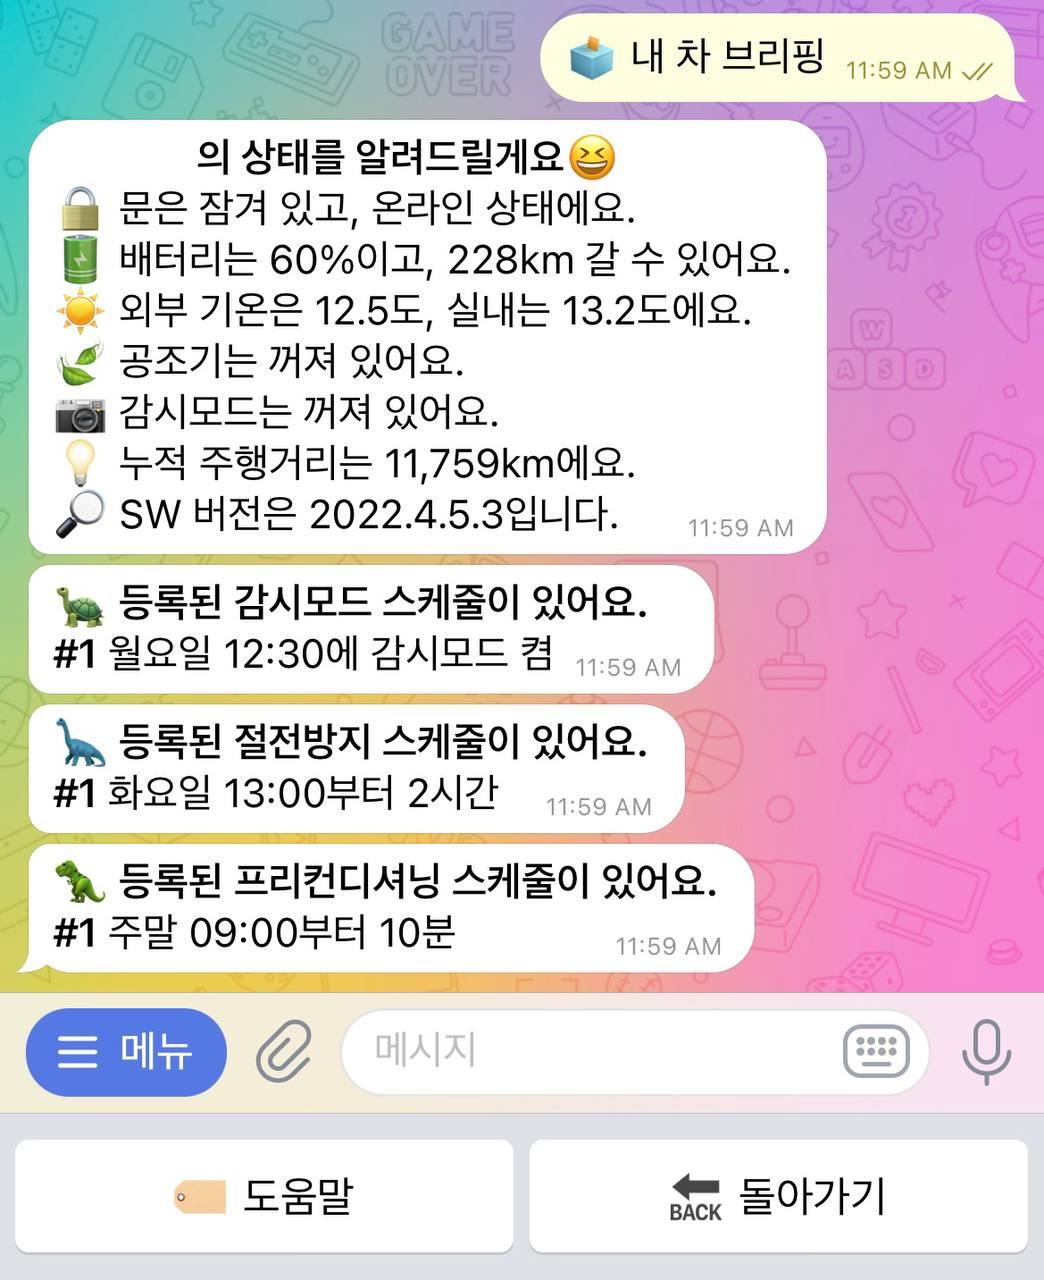 GAME
OVER
🗳 내 차 브리핑 11:59 AM
의 상태를 알려드릴게요😆
🔒 문은 잠겨 있고, 온라인 상태에요.
🔋 배터리는 60%이고, 228km 갈 수 있어요.
☀️ 외부 기온은 12.5도, 실내는 13.2도에요.
🍃 공조기는 꺼져 있어요.
📷 감시모드는 꺼져 있어요.
💡 누적 주행거리는 11,759km에요.
🔎 SW 버전은 2022.4.5.3입니다. 11:59 AM
W
A S D
🐢 등록된 감시모드 스케줄이 있어요.
#1 월요일 12:30에 감시모드 켬 11:59 AM
🦕 등록된 절전방지 스케줄이 있어요.
#1 화요일 13:00부터 2시간 11:59 AM
🦖 등록된 프리컨디셔닝 스케줄이 있어요.
#1 주말 09:00부터 10분 11:59 AM
메뉴
메시지
🏷 도움말
🔙 BACK 돌아가기